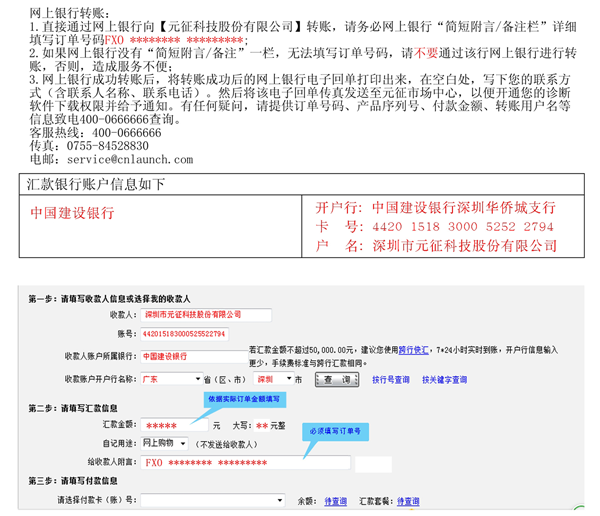 网上银行转账：
1.直接通过网上银行向【元征科技股份有限公司】转账，请务必网上银行“简短附言/备注栏”详细
填写订单号码FXO ******** *********；
2.如果网上银行没有“简短附言/备注”一栏，无法填写订单号码，请不要通过该行网上银行进行转
账，否则，造成服务不便；
3.网上银行成功转账后，将转账成功后的网上银行电子回单打印出来，在空白处，写下您的联系方
式（含联系人名称、联系电话）。然后将该电子回单传真发送至元征市场中心，以便开通您的诊断
软件下载权限并给予通知。有任何疑问，请提供订单号码、产品序列号、付款金额、转账用户名等
信息致电400-0666666查询。
客服热线：400-0666666
传真：0755-84528830
电邮：service@cnlaunch.com
汇款银行账户信息如下
中国建设银行
开户行：中国建设银行深圳华侨城支行
卡 号：4420 1518 3000 5252 2794
户 名：深圳市元征科技股份有限公司
第一步：请填写收款人信息或选择我的收款人
收款人：深圳市元征科技股份有限公司
账号：44201518300052522794
收款人账户所属银行：中国建设银行
若汇款金额不超过50,000.00元，建议您使用跨行快汇，7*24小时实时到账，开户行信息输入
更少，手续费标准与跨行汇款相同。
收款账户开户行名称：广东 省（区、市） 深圳 市 查 询 按行号查询 按关键字查询
依据实际订单金额填写
第二步：请填写汇款信息
汇款金额：***** 元 大写：** 元整
必须填写订单号
自记用途：网上购物 （不发送给收款人）
给收款人附言：FXO ******** *********
第三步：请填写付款信息
请选择付款卡（账）号： 余额：待查询 汇款套餐：待查询